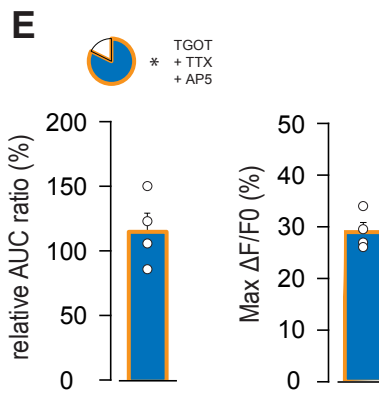 E
TGOT
* + TTX
+ AP5
relative AUC ratio (%)
200
150
100
50
0
Max ΔF/F0 (%)
50
40
30
20
10
0